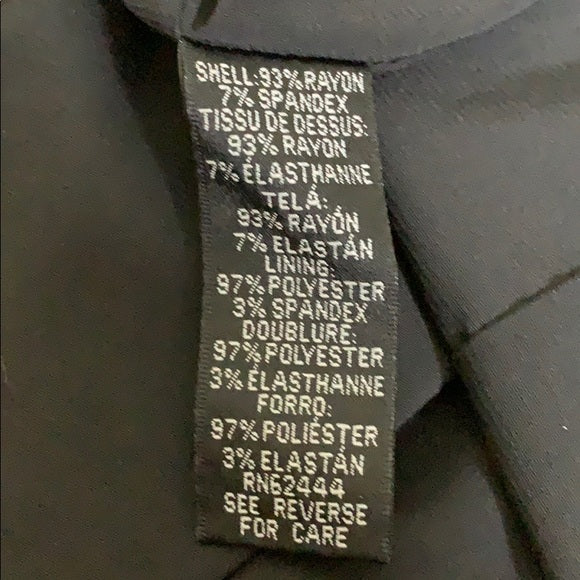 SHELL:93%RAYON
7% SPANDEX
TISSU DE DESSUS:
93% RAYON
7% ÉLASTHANNE
TELÁ:
93% RAYÓN
7% ELASTÁN
LINING:
97% POLYESTER
3% SPANDEX
DOUBLURE:
97% POLYESTER
3% ÉLASTHANNE
FORRO:
97% POLIÉSTER
3% ELASTÁN
RN62444
SEE REVERSE
FOR CARE